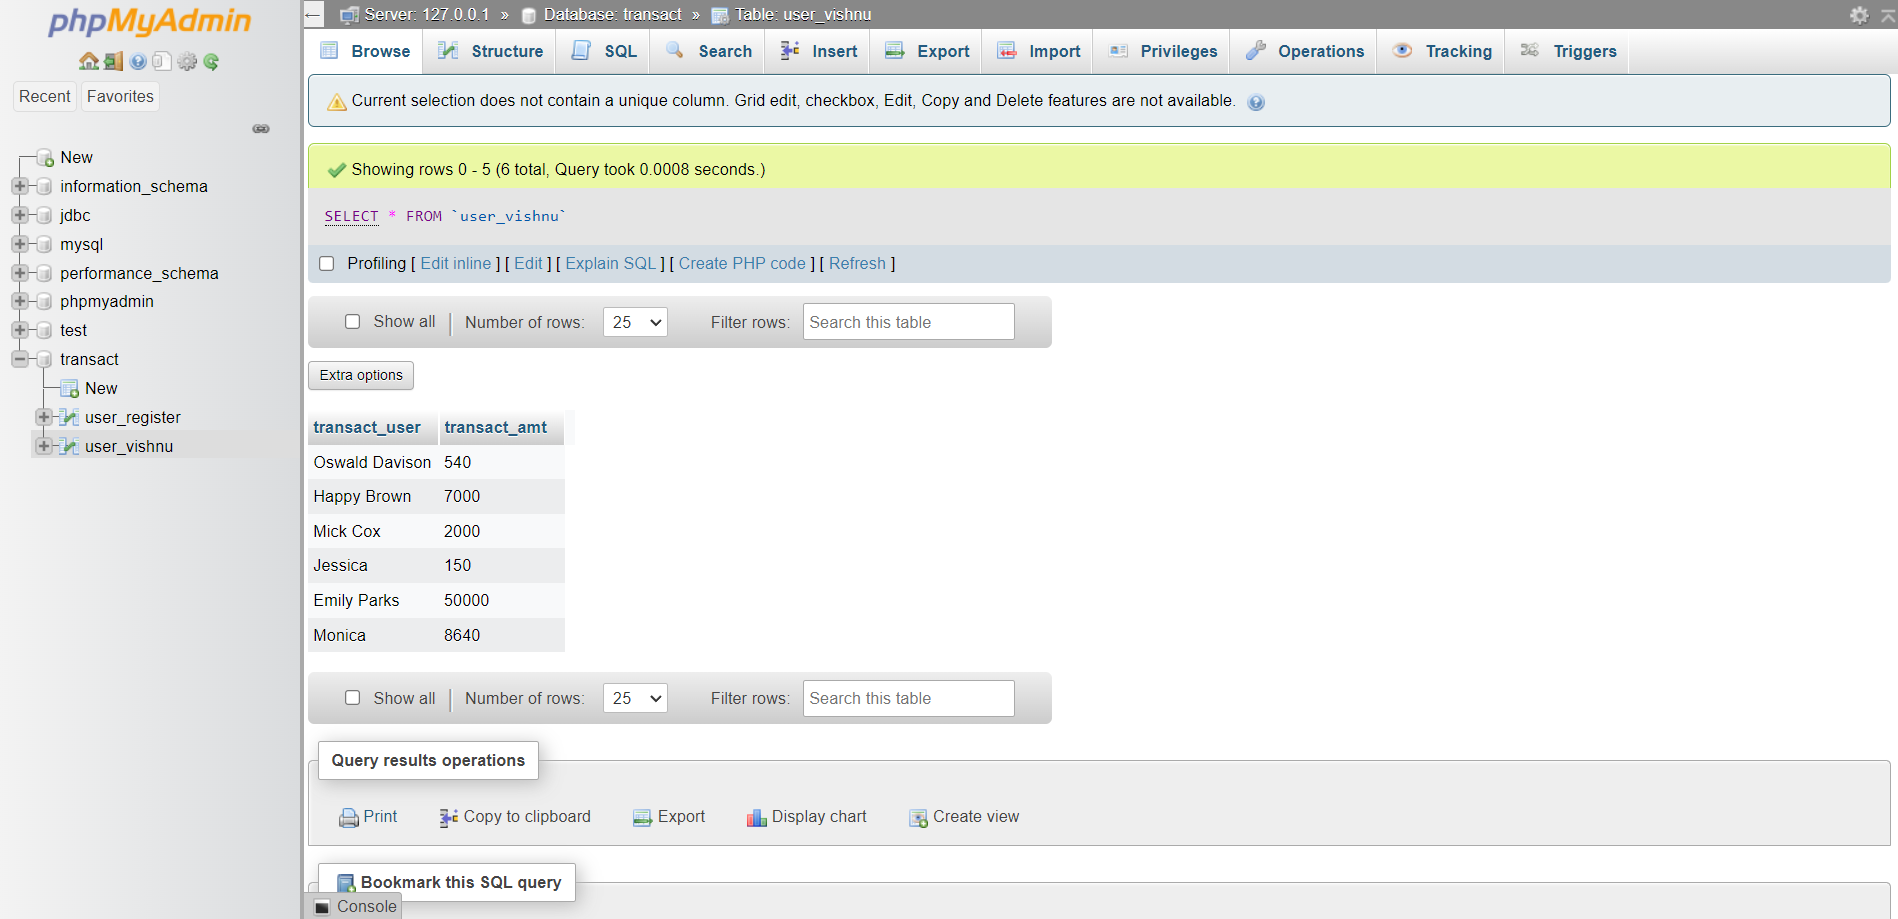 phpMyAdmin
Recent Favorites
New
information_schema
jdbc
mysql
performance_schema
phpmyadmin
test
transact
New
user_register
user_vishnu
Server: 127.0.0.1 » Database: transact » Table: user_vishnu
Browse Structure SQL Search Insert Export Import Privileges Operations Tracking Triggers
Current selection does not contain a unique column. Grid edit, checkbox, Edit, Copy and Delete features are not available.
Showing rows 0 - 5 (6 total, Query took 0.0008 seconds.)
SELECT * FROM `user_vishnu`
Profiling [ Edit inline ] [ Edit ] [ Explain SQL ] [ Create PHP code ] [ Refresh ]
Show all Number of rows: 25 Filter rows: Search this table
Extra options
transact_user transact_amt
Oswald Davison 540
Happy Brown 7000
Mick Cox 2000
Jessica 150
Emily Parks 50000
Monica 8640
Show all Number of rows: 25 Filter rows: Search this table
Query results operations
Print Copy to clipboard Export Display chart Create view
Bookmark this SQL query
Console